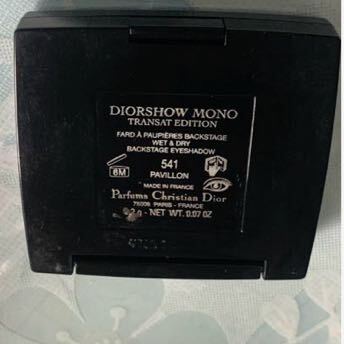 DIORSHOW MONO
TRANSAT EDITION
FARD À PAUPIÈRES BACKSTAGE
WET & DRY
BACKSTAGE EYESHADOW
541
PAVILLON
6M
MADE IN FRANCE
Parfums Christian Dior
PARIS - FRANCE
NET WT. 0.07 OZ